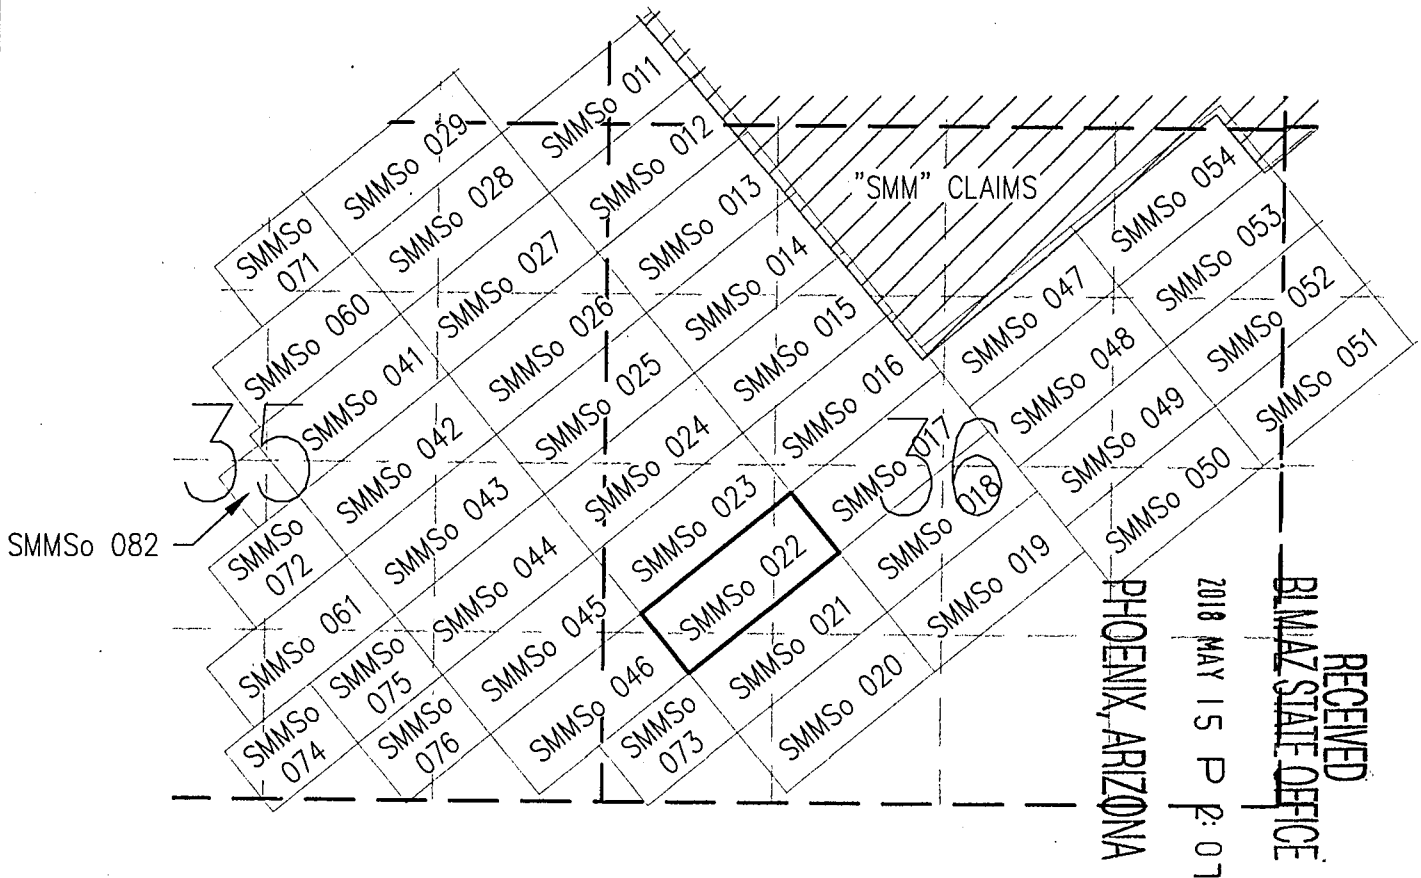 SMMSo 011
SMMSo 029
SMMSo 012
SMMSo 028
SMMSo 013
"SMM" CLAIMS
SMMSo 054
SMMSo
071
SMMSo 027
SMMSo 014
SMMSo 053
SMMSo 060
SMMSo 026
SMMSo 015
SMMSo 047
SMMSo 052
SMMSo 041
SMMSo 025
SMMSo 016
SMMSo 048
SMMSo 051
35
SMMSo 042
SMMSo 024
SMMSo 017
36
SMMSo 049
SMMSo 082
SMMSo
072
SMMSo 043
SMMSo 023
SMMSo 018
SMMSo 050
SMMSo 061
SMMSo 044
SMMSo 022
SMMSo 019
SMMSo
075
SMMSo 045
SMMSo 021
SMMSo
074
SMMSo
076
SMMSo 046
SMMSo
073
SMMSo 020
RECEIVED
BLM AZ STATE OFFICE
2018 MAY 15 P 2:07
PHOENIX, ARIZONA